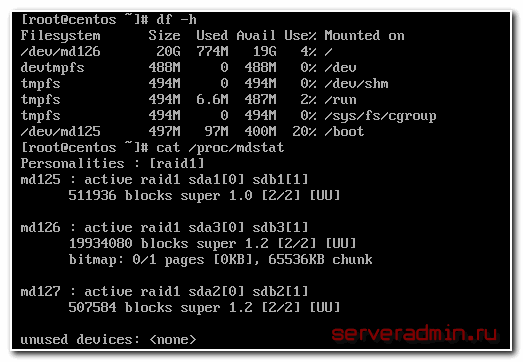 [root@centos ~]# df -h
Filesystem      Size  Used Avail Use% Mounted on
/dev/md126       20G  774M   19G   4% /
devtmpfs        488M     0  488M   0% /dev
tmpfs           494M     0  494M   0% /dev/shm
tmpfs           494M  6.6M  487M   2% /run
tmpfs           494M     0  494M   0% /sys/fs/cgroup
/dev/md125      497M   97M  400M  20% /boot
[root@centos ~]# cat /proc/mdstat
Personalities : [raid1]
md125 : active raid1 sda1[0] sdb1[1]
      511936 blocks super 1.0 [2/2] [UU]
md126 : active raid1 sda3[0] sdb3[1]
      19934080 blocks super 1.2 [2/2] [UU]
      bitmap: 0/1 pages [0KB], 65536KB chunk
md127 : active raid1 sda2[0] sdb2[1]
      507584 blocks super 1.2 [2/2] [UU]
unused devices: <none>
serveradmin.ru